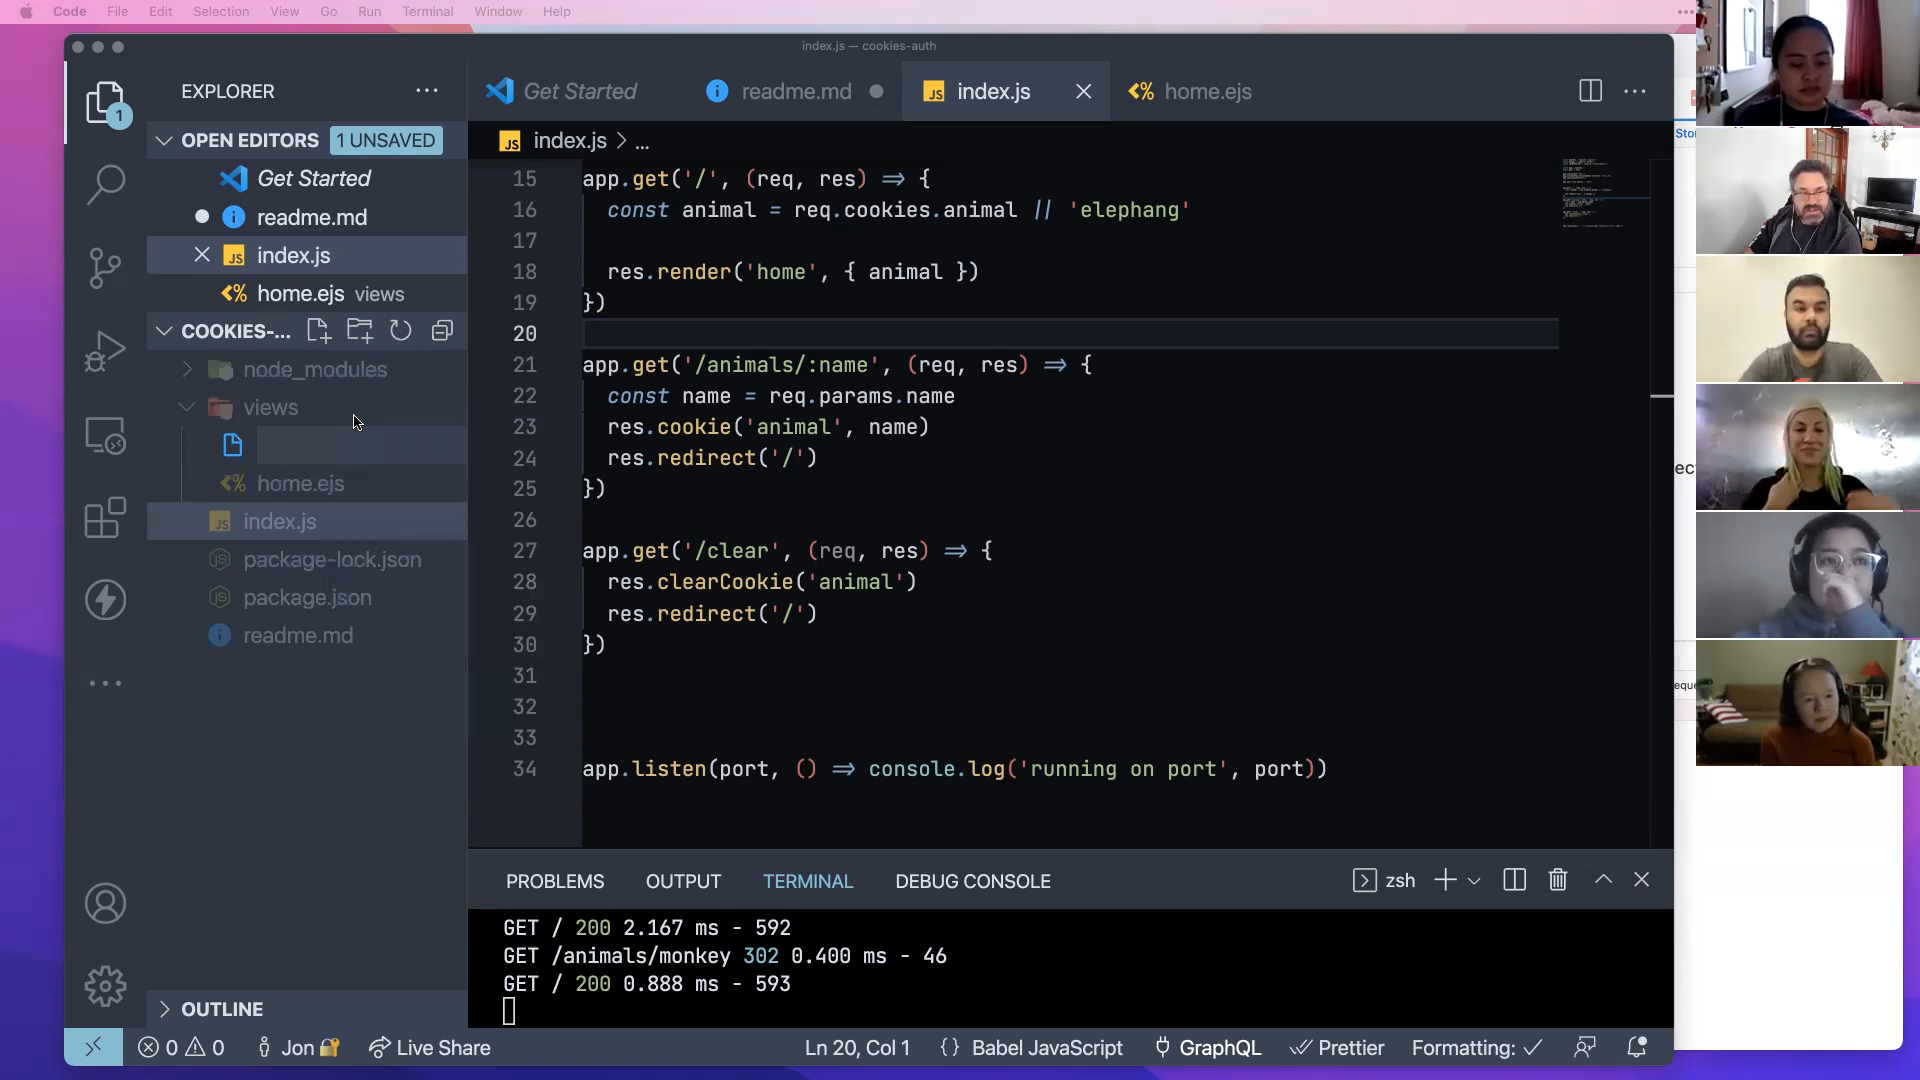 Code File Edit Selection View Go Run Terminal Window Help
index.js — cookies-auth
EXPLORER
Get Started
readme.md
index.js
home.ejs
OPEN EDITORS 1 UNSAVED
Get Started
readme.md
index.js
home.ejs views
COOKIES-...
node_modules
views
home.ejs
index.js
package-lock.json
package.json
readme.md
OUTLINE
1
index.js > ...
15 app.get('/', (req, res) => {
16 const animal = req.cookies.animal || 'elephang'
17
18 res.render('home', { animal })
19 })
20
21 app.get('/animals/:name', (req, res) => {
22 const name = req.params.name
23 res.cookie('animal', name)
24 res.redirect('/')
25 })
26
27 app.get('/clear', (req, res) => {
28 res.clearCookie('animal')
29 res.redirect('/')
30 })
31
32
33
34 app.listen(port, () => console.log('running on port', port))
PROBLEMS OUTPUT TERMINAL DEBUG CONSOLE
zsh
GET / 200 2.167 ms - 592
GET /animals/monkey 302 0.400 ms - 46
GET / 200 0.888 ms - 593
0 0 Jon Live Share
Ln 20, Col 1 {} Babel JavaScript GraphQL Prettier Formatting: ✓